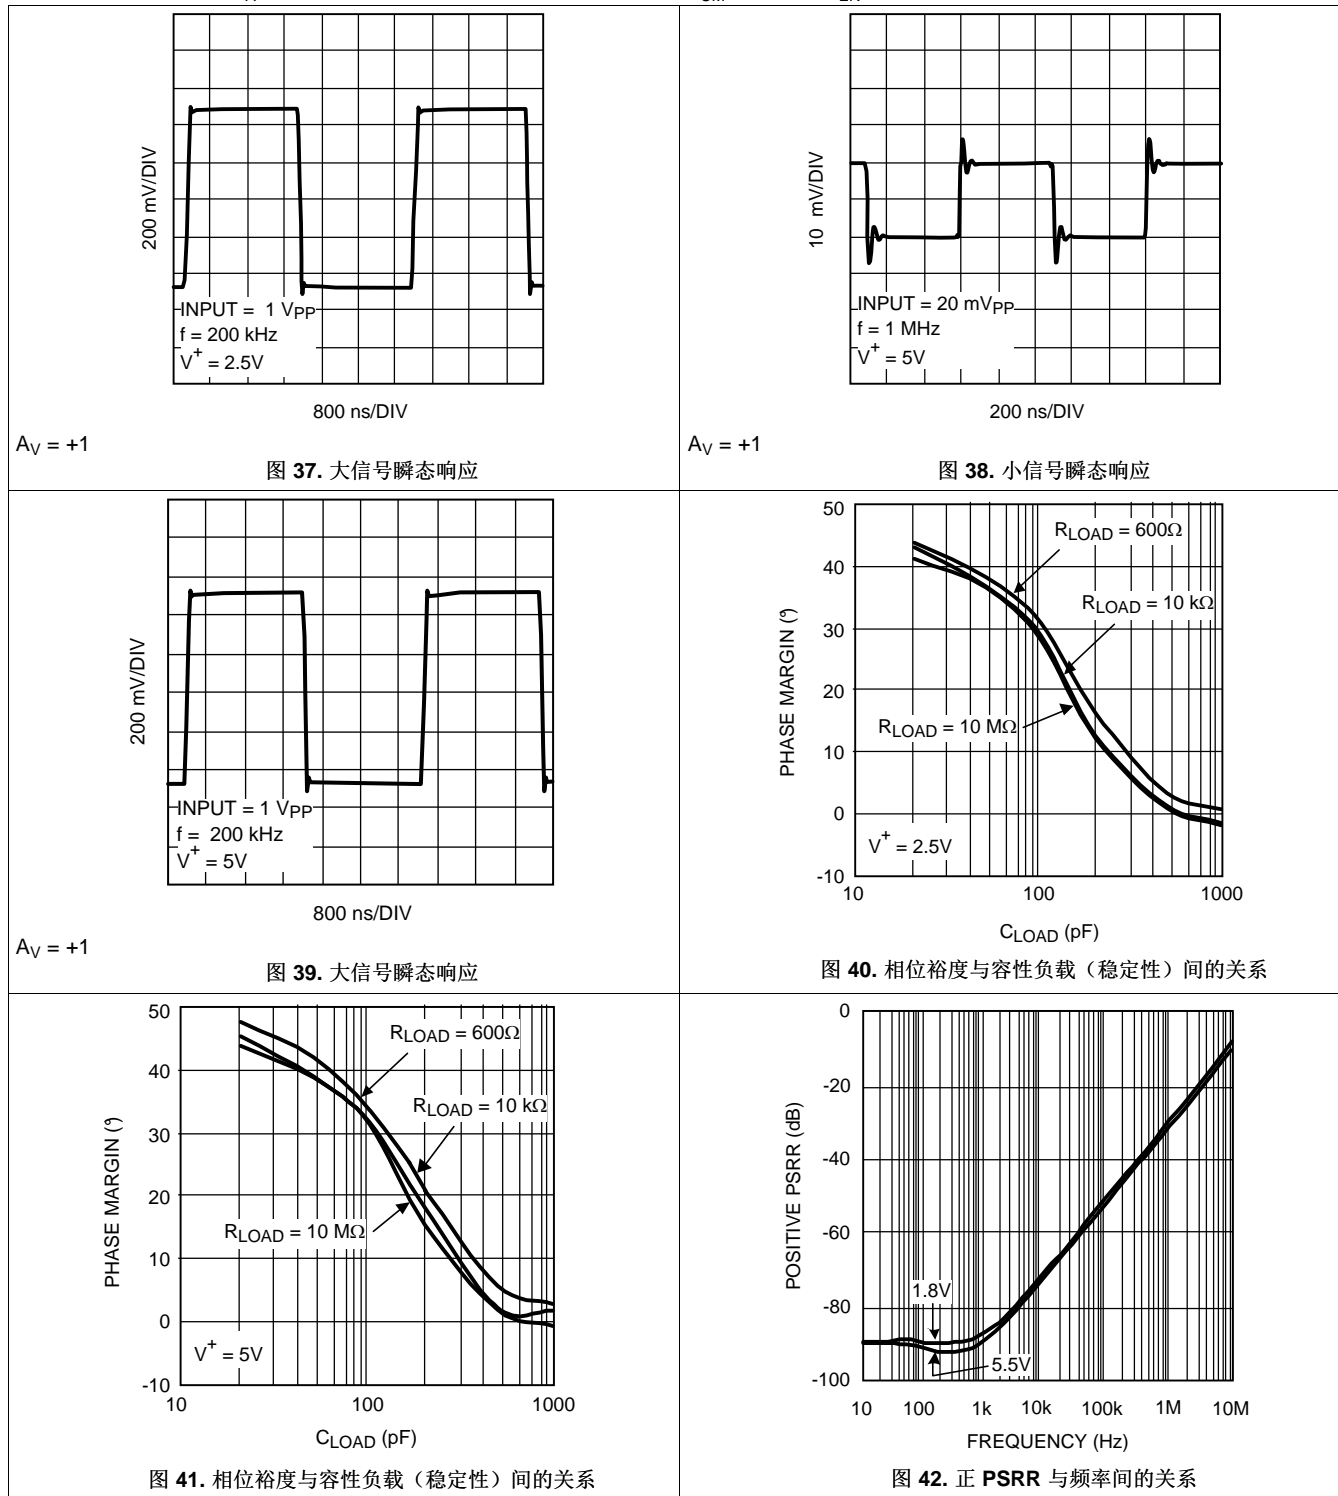 200 mV/DIV
INPUT = 1 VPP
f = 200 kHz
V+ = 2.5V
800 ns/DIV
AV = +1
图 37. 大信号瞬态响应
10 mV/DIV
INPUT = 20 mVPP
f = 1 MHz
V+ = 5V
200 ns/DIV
AV = +1
图 38. 小信号瞬态响应
200 mV/DIV
INPUT = 1 VPP
f = 200 kHz
V+ = 5V
800 ns/DIV
AV = +1
图 39. 大信号瞬态响应
PHASE MARGIN (°)
50
40
30
20
10
0
-10
RLOAD = 600Ω
RLOAD = 10 kΩ
RLOAD = 10 MΩ
V+ = 2.5V
10 100 1000
CLOAD (pF)
图 40. 相位裕度与容性负载（稳定性）间的关系
PHASE MARGIN (°)
50
40
30
20
10
0
-10
RLOAD = 600Ω
RLOAD = 10 kΩ
RLOAD = 10 MΩ
V+ = 5V
10 100 1000
CLOAD (pF)
图 41. 相位裕度与容性负载（稳定性）间的关系
POSITIVE PSRR (dB)
0
-20
-40
-60
-80
-100
1.8V
5.5V
10 100 1k 10k 100k 1M 10M
FREQUENCY (Hz)
图 42. 正 PSRR 与频率间的关系